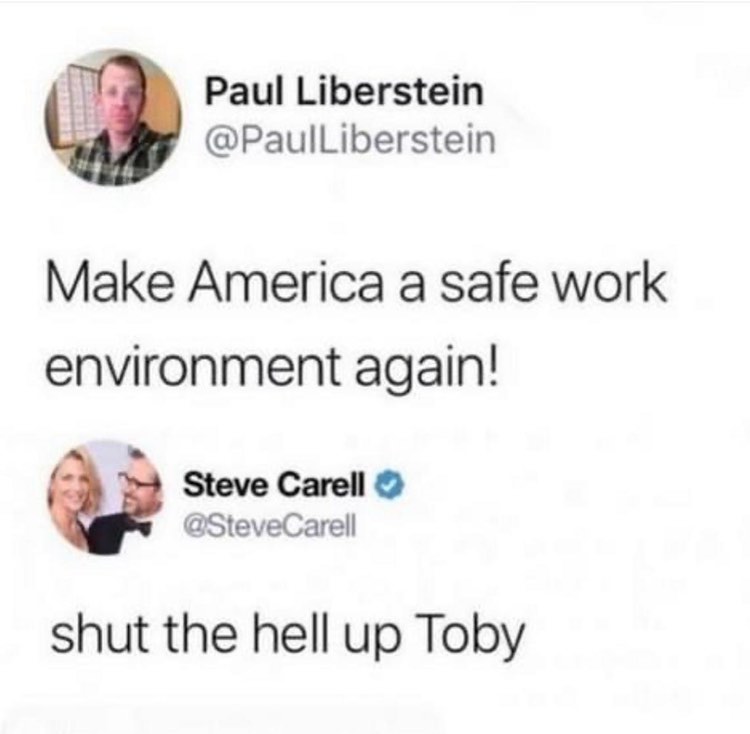 Paul Liberstein
@PaulLiberstein
Make America a safe work
environment again!
Steve Carell
@SteveCarell
shut the hell up Toby